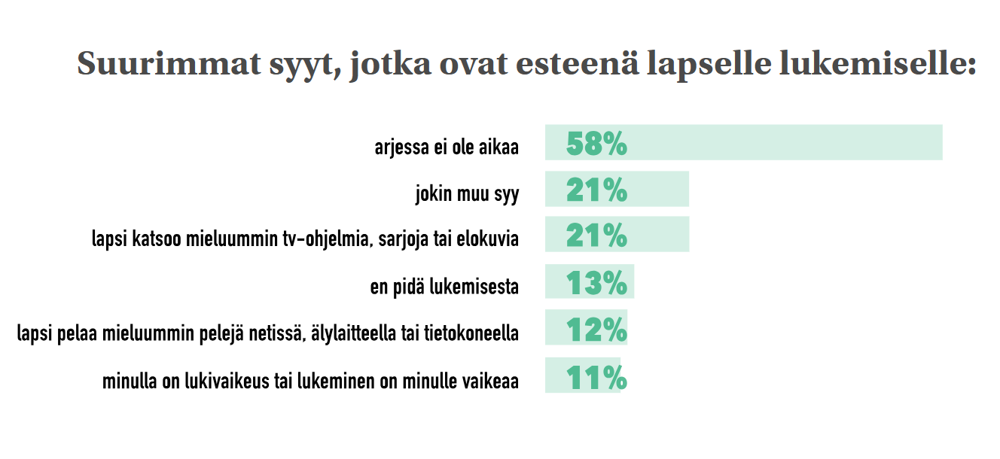 Suurimmat syyt, jotka ovat esteenä lapselle lukemiselle:
arjessa ei ole aikaa 58%
jokin muu syy 21%
lapsi katsoo mieluummin tv-ohjelmia, sarjoja tai elokuvia 21%
en pidä lukemisesta 13%
lapsi pelaa mieluummin pelejä netissä, älylaitteella tai tietokoneella 12%
minulla on lukivaikeus tai lukeminen on minulle vaikeaa 11%